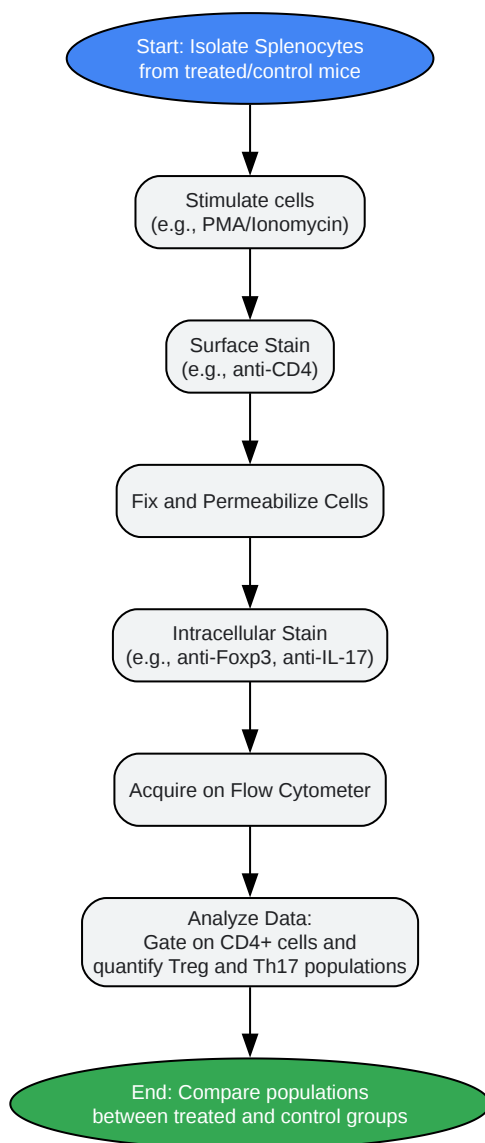 Start: Isolate Splenocytes
from treated/control mice
Stimulate cells
(e.g., PMA/Ionomycin)
Surface Stain
(e.g., anti-CD4)
Fix and Permeabilize Cells
Intracellular Stain
(e.g., anti-Foxp3, anti-IL-17)
Acquire on Flow Cytometer
Analyze Data:
Gate on CD4+ cells and
quantify Treg and Th17 populations
End: Compare populations
between treated and control groups